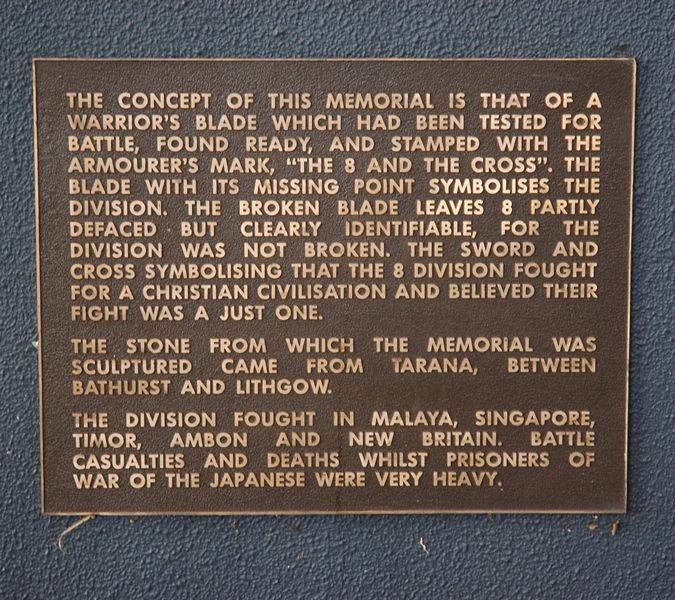 THE CONCEPT OF THIS MEMORIAL IS THAT OF A
WARRIOR'S BLADE WHICH HAD BEEN TESTED FOR
BATTLE, FOUND READY, AND STAMPED WITH THE
ARMOURER'S MARK, "THE 8 AND THE CROSS". THE
BLADE WITH ITS MISSING POINT SYMBOLISES THE
DIVISION. THE BROKEN BLADE LEAVES 8 PARTLY
DEFACED BUT CLEARLY IDENTIFIABLE, FOR THE
DIVISION WAS NOT BROKEN. THE SWORD AND
CROSS SYMBOLISING THAT THE 8 DIVISION FOUGHT
FOR A CHRISTIAN CIVILISATION AND BELIEVED THEIR
FIGHT WAS A JUST ONE.
THE STONE FROM WHICH THE MEMORIAL WAS
SCULPTURED CAME FROM TARANA, BETWEEN
BATHURST AND LITHGOW.
THE DIVISION FOUGHT IN MALAYA, SINGAPORE,
TIMOR, AMBON AND NEW BRITAIN. BATTLE
CASUALTIES AND DEATHS WHILST PRISONERS OF
WAR OF THE JAPANESE WERE VERY HEAVY.